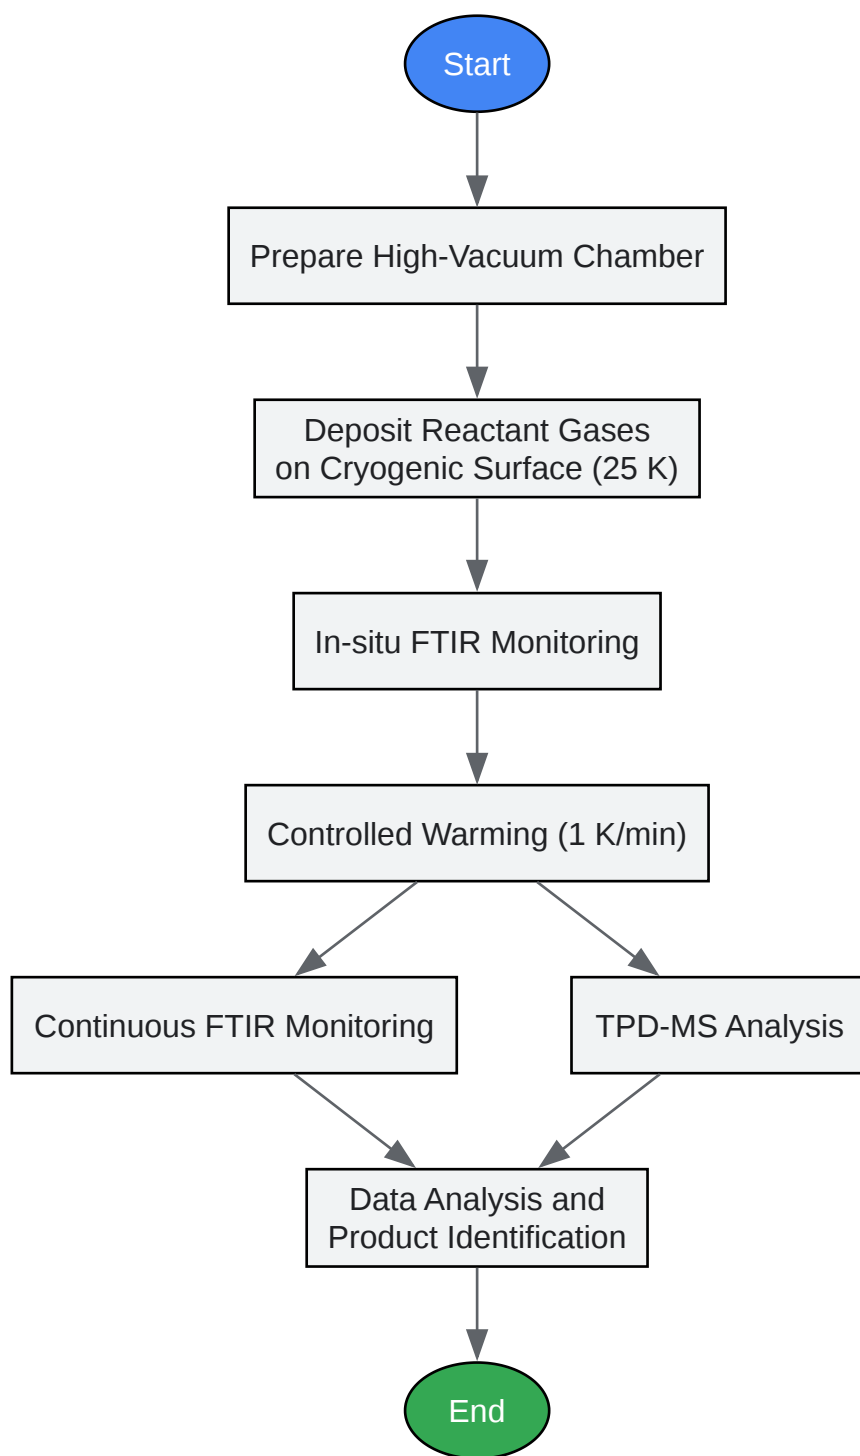 Start
Prepare High-Vacuum Chamber
Deposit Reactant Gases
on Cryogenic Surface (25 K)
In-situ FTIR Monitoring
Controlled Warming (1 K/min)
Continuous FTIR Monitoring
TPD-MS Analysis
Data Analysis and
Product Identification
End